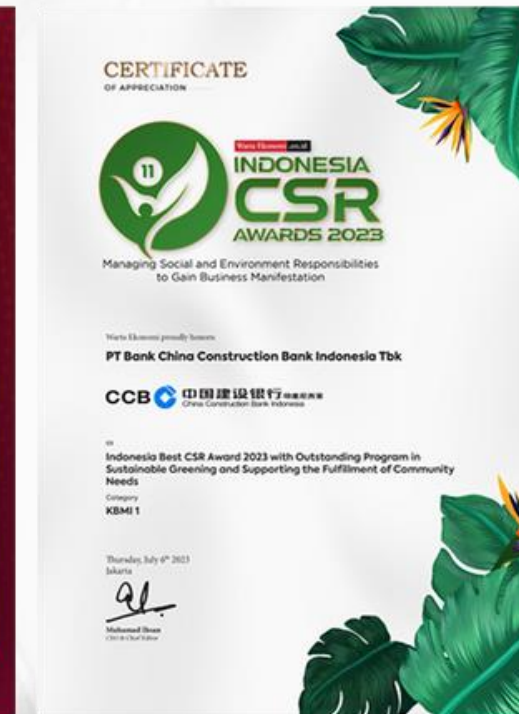 CERTIFICATE
OF APPRECIATION
11
Warta Ekonomi .co.id
INDONESIA
CSR
AWARDS 2023
Managing Social and Environment Responsibilities
to Gain Business Manifestation
Warta Ekonomi proudly honors
PT Bank China Construction Bank Indonesia Tbk
CCB 中国建设银行
China Construction Bank Indonesia
as
Indonesia Best CSR Award 2023 with Outstanding Program in
Sustainable Greening and Supporting the Fulfillment of Community
Needs
Category
KBMI 1
Thursday, July 6th 2023
Jakarta
Muhamad Ihsan
CEO & Chief Editor